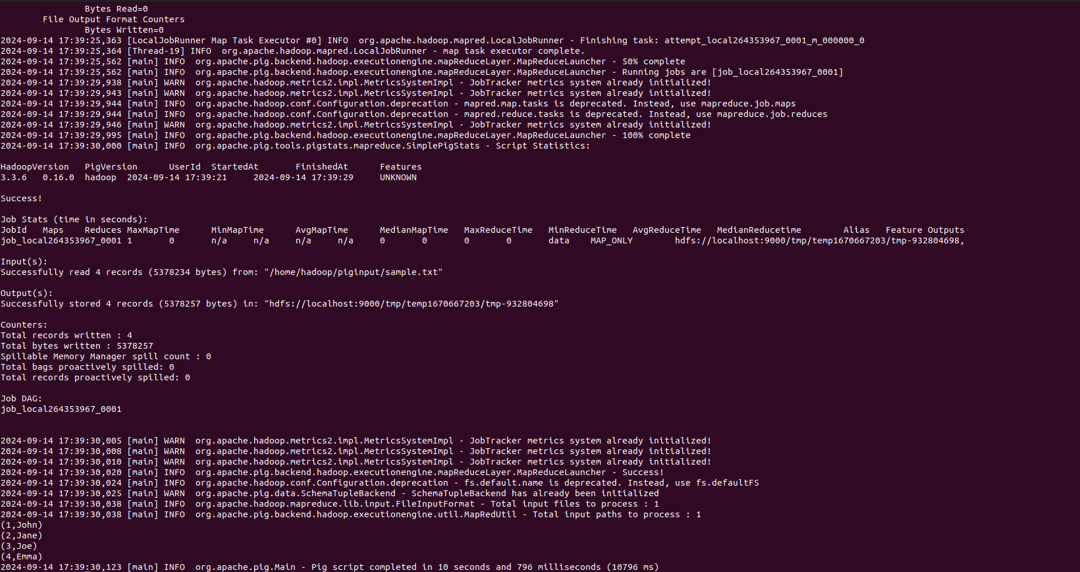 Bytes Read=0
File Output Format Counters
Bytes Written=0
2024-09-14 17:39:25,363 [LocalJobRunner Map Task Executor #0] INFO  org.apache.hadoop.mapred.LocalJobRunner - Finishing task: attempt_local264353967_0001_m_000000_0
2024-09-14 17:39:25,364 [Thread-19] INFO  org.apache.hadoop.mapred.LocalJobRunner - map task executor complete.
2024-09-14 17:39:25,562 [main] INFO  org.apache.pig.backend.hadoop.executionengine.mapReduceLayer.MapReduceLauncher - 50% complete
2024-09-14 17:39:25,562 [main] INFO  org.apache.pig.backend.hadoop.executionengine.mapReduceLayer.MapReduceLauncher - Running jobs are [job_local264353967_0001]
2024-09-14 17:39:29,938 [main] WARN  org.apache.hadoop.metrics2.impl.MetricsSystemImpl - JobTracker metrics system already initialized!
2024-09-14 17:39:29,943 [main] WARN  org.apache.hadoop.metrics2.impl.MetricsSystemImpl - JobTracker metrics system already initialized!
2024-09-14 17:39:29,944 [main] INFO  org.apache.hadoop.conf.Configuration.deprecation - mapred.map.tasks is deprecated. Instead, use mapreduce.job.maps
2024-09-14 17:39:29,944 [main] INFO  org.apache.hadoop.conf.Configuration.deprecation - mapred.reduce.tasks is deprecated. Instead, use mapreduce.job.reduces
2024-09-14 17:39:29,946 [main] WARN  org.apache.hadoop.metrics2.impl.MetricsSystemImpl - JobTracker metrics system already initialized!
2024-09-14 17:39:29,995 [main] INFO  org.apache.pig.backend.hadoop.executionengine.mapReduceLayer.MapReduceLauncher - 100% complete
2024-09-14 17:39:30,000 [main] INFO  org.apache.pig.tools.pigstats.mapreduce.SimplePigStats - Script Statistics:

HadoopVersion   PigVersion      UserId  StartedAt       FinishedAt      Features
3.3.6   0.16.0  hadoop  2024-09-14 17:39:21     2024-09-14 17:39:29     UNKNOWN

Success!

Job Stats (time in seconds):
JobId   Maps    Reduces MaxMapTime      MinMapTime      AvgMapTime      MedianMapTime   MaxReduceTime   MinReduceTime   AvgReduceTime   MedianReducetime        Alias   Feature Outputs
job_local264353967_0001 1       0       n/a     n/a     n/a     n/a     0       0       0       0       data    MAP_ONLY        hdfs://localhost:9000/tmp/temp1670667203/tmp-932804698,

Input(s):
Successfully read 4 records (5378234 bytes) from: "/home/hadoop/piginput/sample.txt"

Output(s):
Successfully stored 4 records (5378257 bytes) in: "hdfs://localhost:9000/tmp/temp1670667203/tmp-932804698"

Counters:
Total records written : 4
Total bytes written : 5378257
Spillable Memory Manager spill count : 0
Total bags proactively spilled: 0
Total records proactively spilled: 0

Job DAG:
job_local264353967_0001

2024-09-14 17:39:30,005 [main] WARN  org.apache.hadoop.metrics2.impl.MetricsSystemImpl - JobTracker metrics system already initialized!
2024-09-14 17:39:30,008 [main] WARN  org.apache.hadoop.metrics2.impl.MetricsSystemImpl - JobTracker metrics system already initialized!
2024-09-14 17:39:30,010 [main] WARN  org.apache.hadoop.metrics2.impl.MetricsSystemImpl - JobTracker metrics system already initialized!
2024-09-14 17:39:30,020 [main] INFO  org.apache.pig.backend.hadoop.executionengine.mapReduceLayer.MapReduceLauncher - Success!
2024-09-14 17:39:30,024 [main] INFO  org.apache.hadoop.conf.Configuration.deprecation - fs.default.name is deprecated. Instead, use fs.defaultFS
2024-09-14 17:39:30,025 [main] WARN  org.apache.pig.data.SchemaTupleBackend - SchemaTupleBackend has already been initialized
2024-09-14 17:39:30,038 [main] INFO  org.apache.hadoop.mapreduce.lib.input.FileInputFormat - Total input files to process : 1
2024-09-14 17:39:30,038 [main] INFO  org.apache.pig.backend.hadoop.executionengine.util.MapRedUtil - Total input paths to process : 1
(1,John)
(2,Jane)
(3,Joe)
(4,Emma)
2024-09-14 17:39:30,123 [main] INFO  org.apache.pig.Main - Pig script completed in 10 seconds and 796 milliseconds (10796 ms)